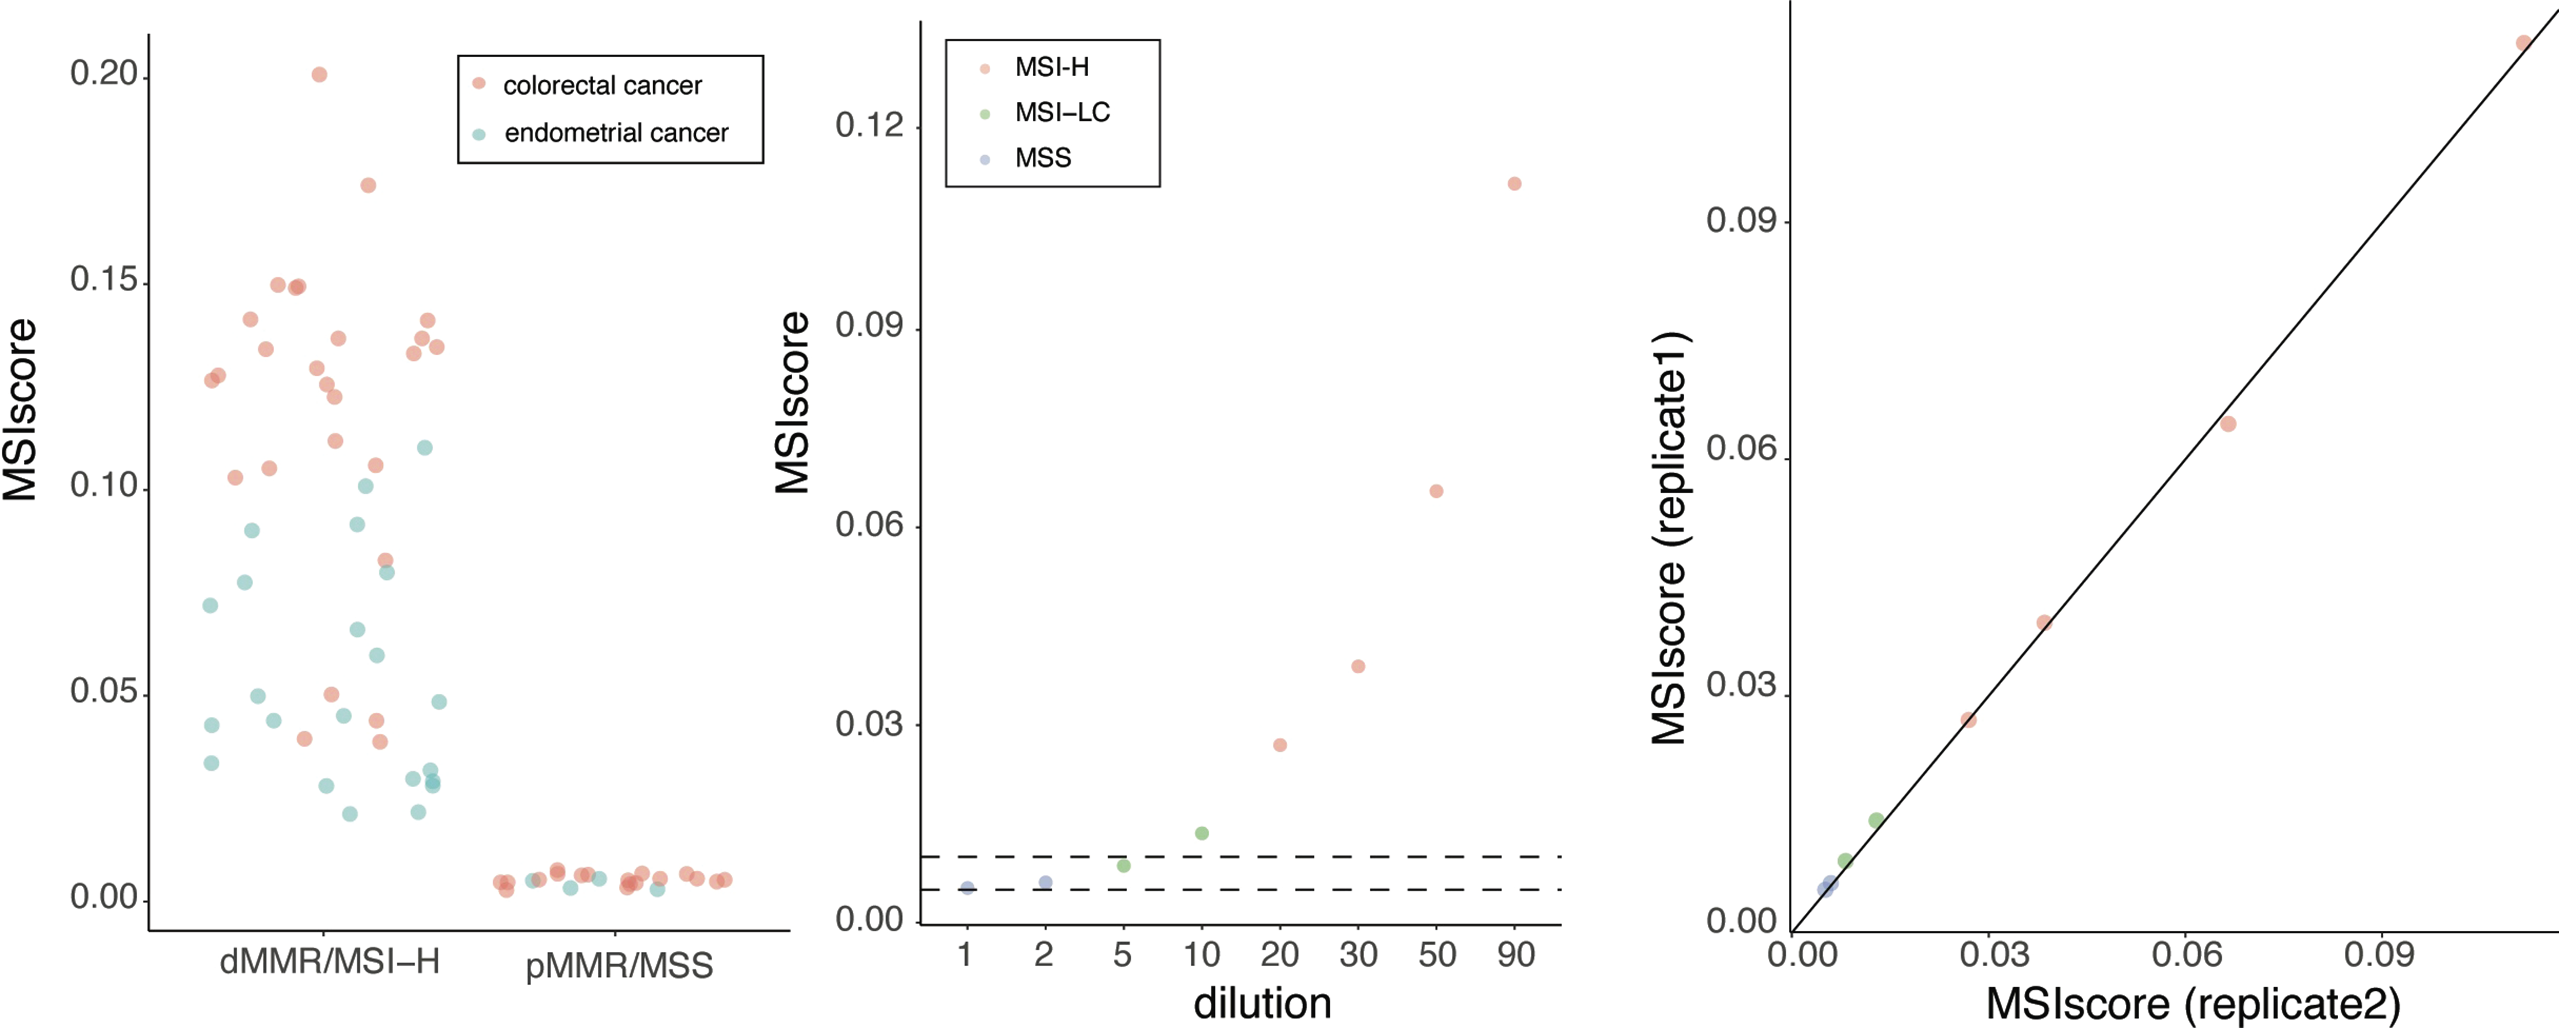 MSIscore
0.20
0.15
0.10
0.05
0.00
colorectal cancer
endometrial cancer
dMMR/MSI–H
pMMR/MSS
MSIscore
0.12
0.09
0.06
0.03
0.00
MSI-H
MSI–LC
MSS
1 2 5 10 20 30 50 90
dilution
MSIscore (replicate1)
0.09
0.06
0.03
0.00
0.00 0.03 0.06 0.09
MSIscore (replicate2)